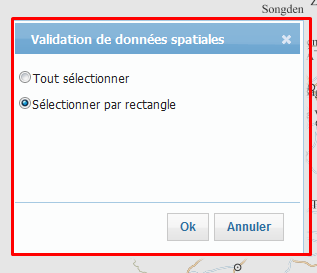 Songden
Validation de données spatiales
Tout sélectionner
Sélectionner par rectangle
Ok
Annuler